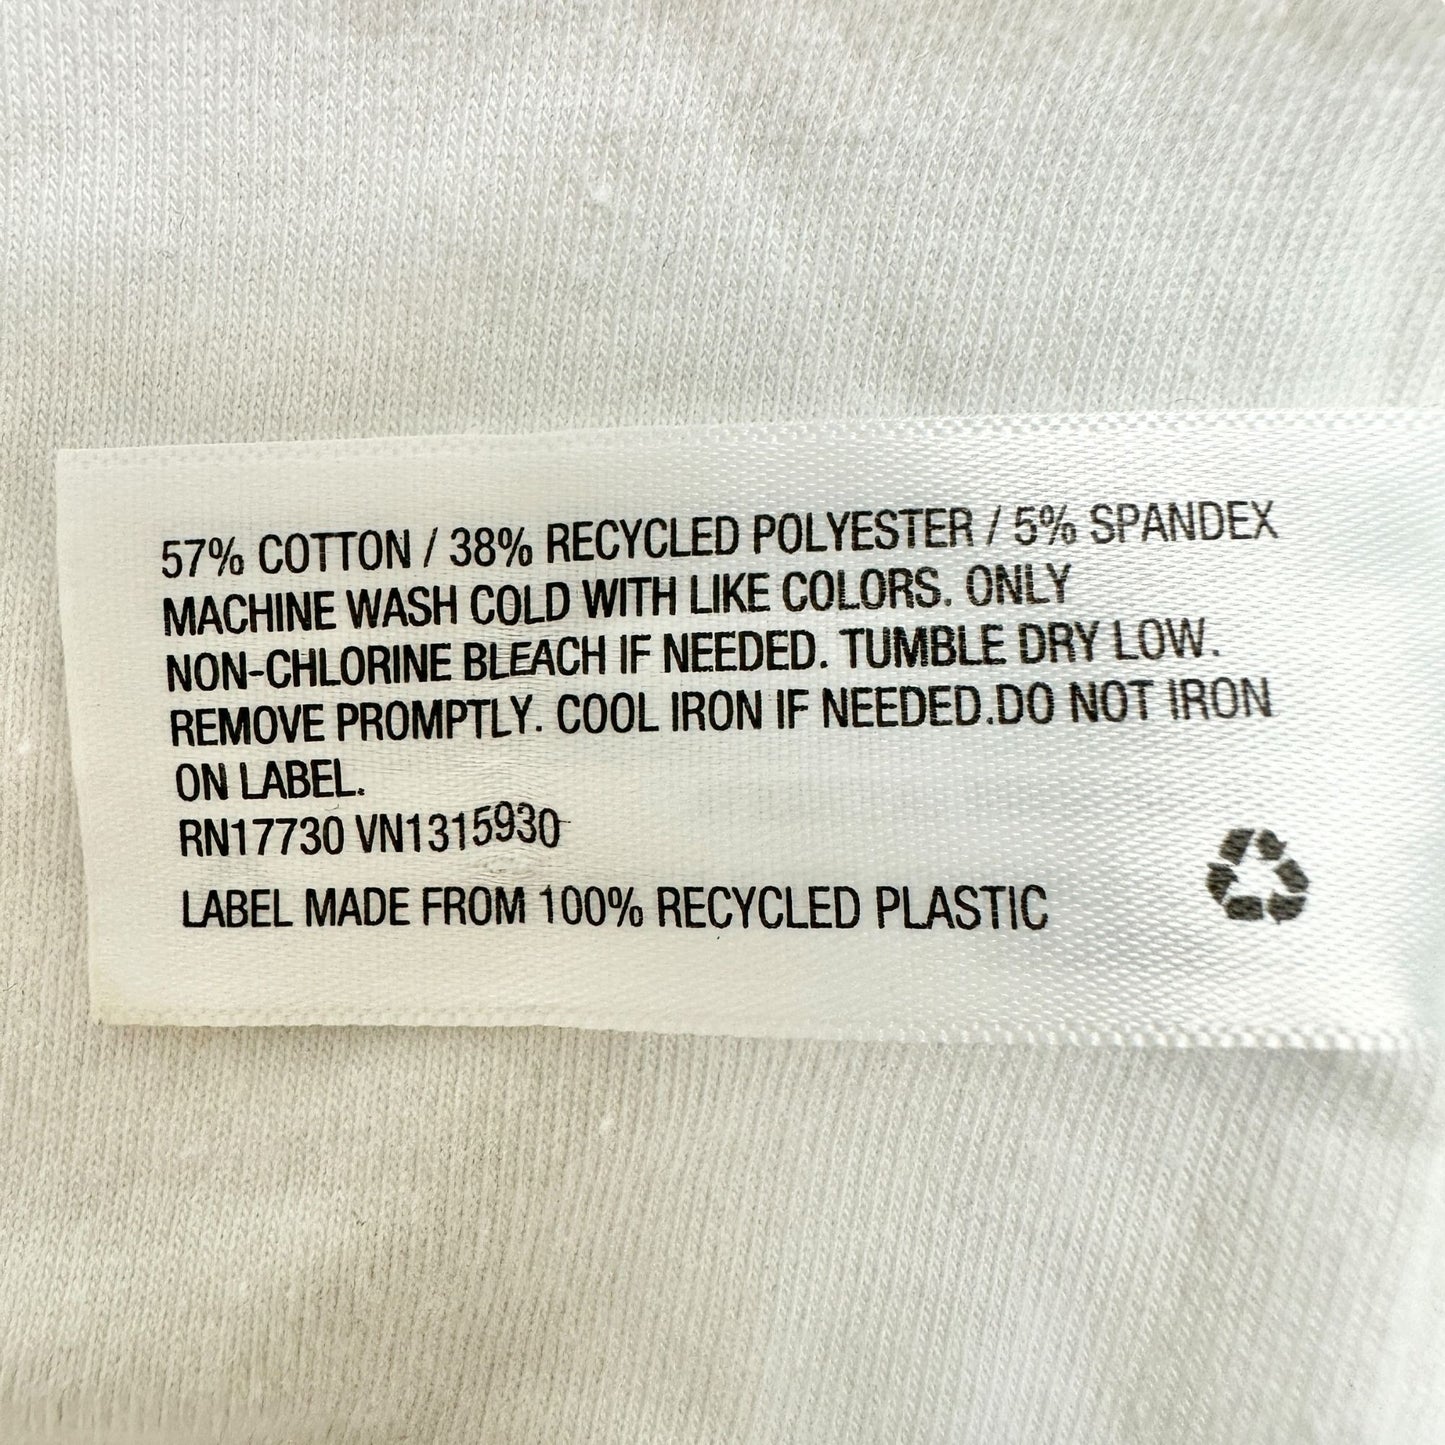 57% COTTON / 38% RECYCLED POLYESTER / 5% SPANDEX
MACHINE WASH COLD WITH LIKE COLORS. ONLY
NON-CHLORINE BLEACH IF NEEDED. TUMBLE DRY LOW.
REMOVE PROMPTLY. COOL IRON IF NEEDED.DO NOT IRON
ON LABEL.
RN17730 VN1315930
LABEL MADE FROM 100% RECYCLED PLASTIC